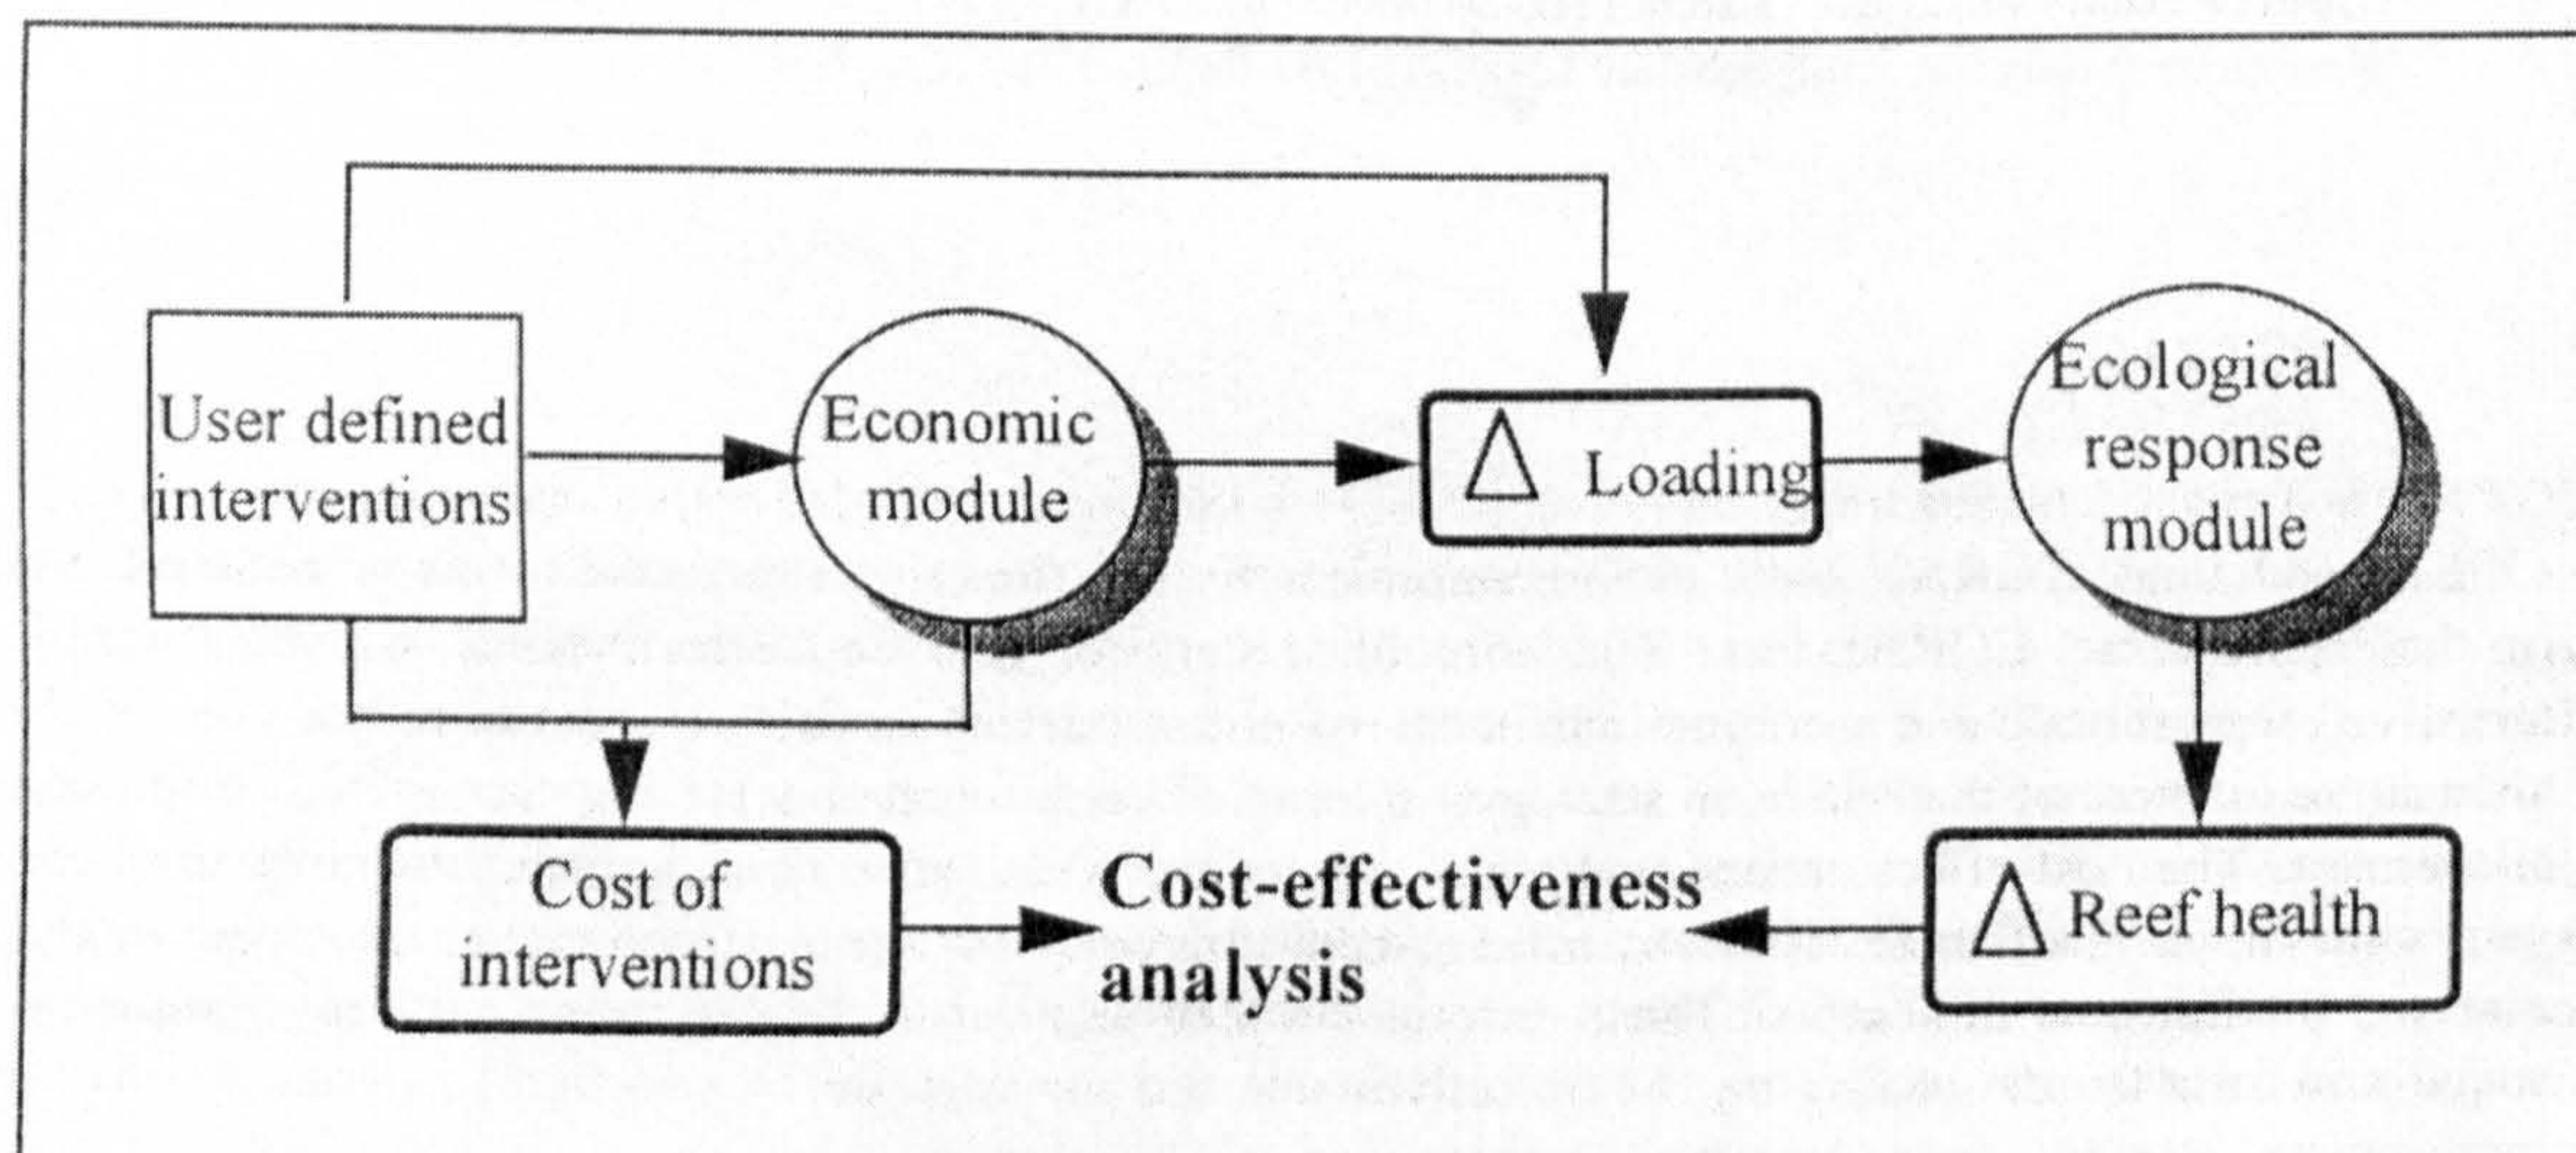 User defined
interventions
Economic
module
△ Loading
Ecological
response
module
Cost of
interventions
Cost-effectiveness
analysis
△ Reef health